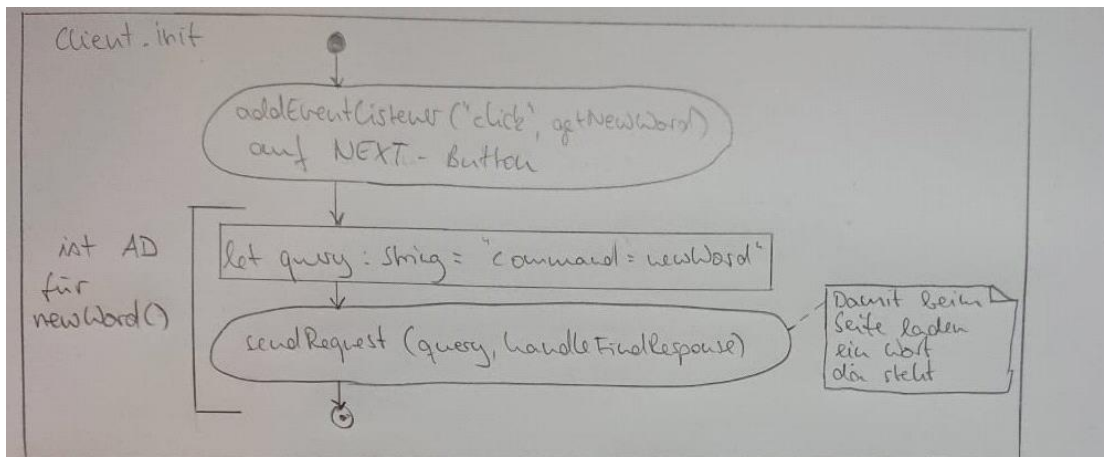 Client.init
addEventListener ("click", getNewWord)
auf NEXT - Button
ist AD
für
newWord()
let query : string = "command = newWord"
sendRequest (query, handleFindResponse)
Damit beim
Seite laden
ein Wort
da steht